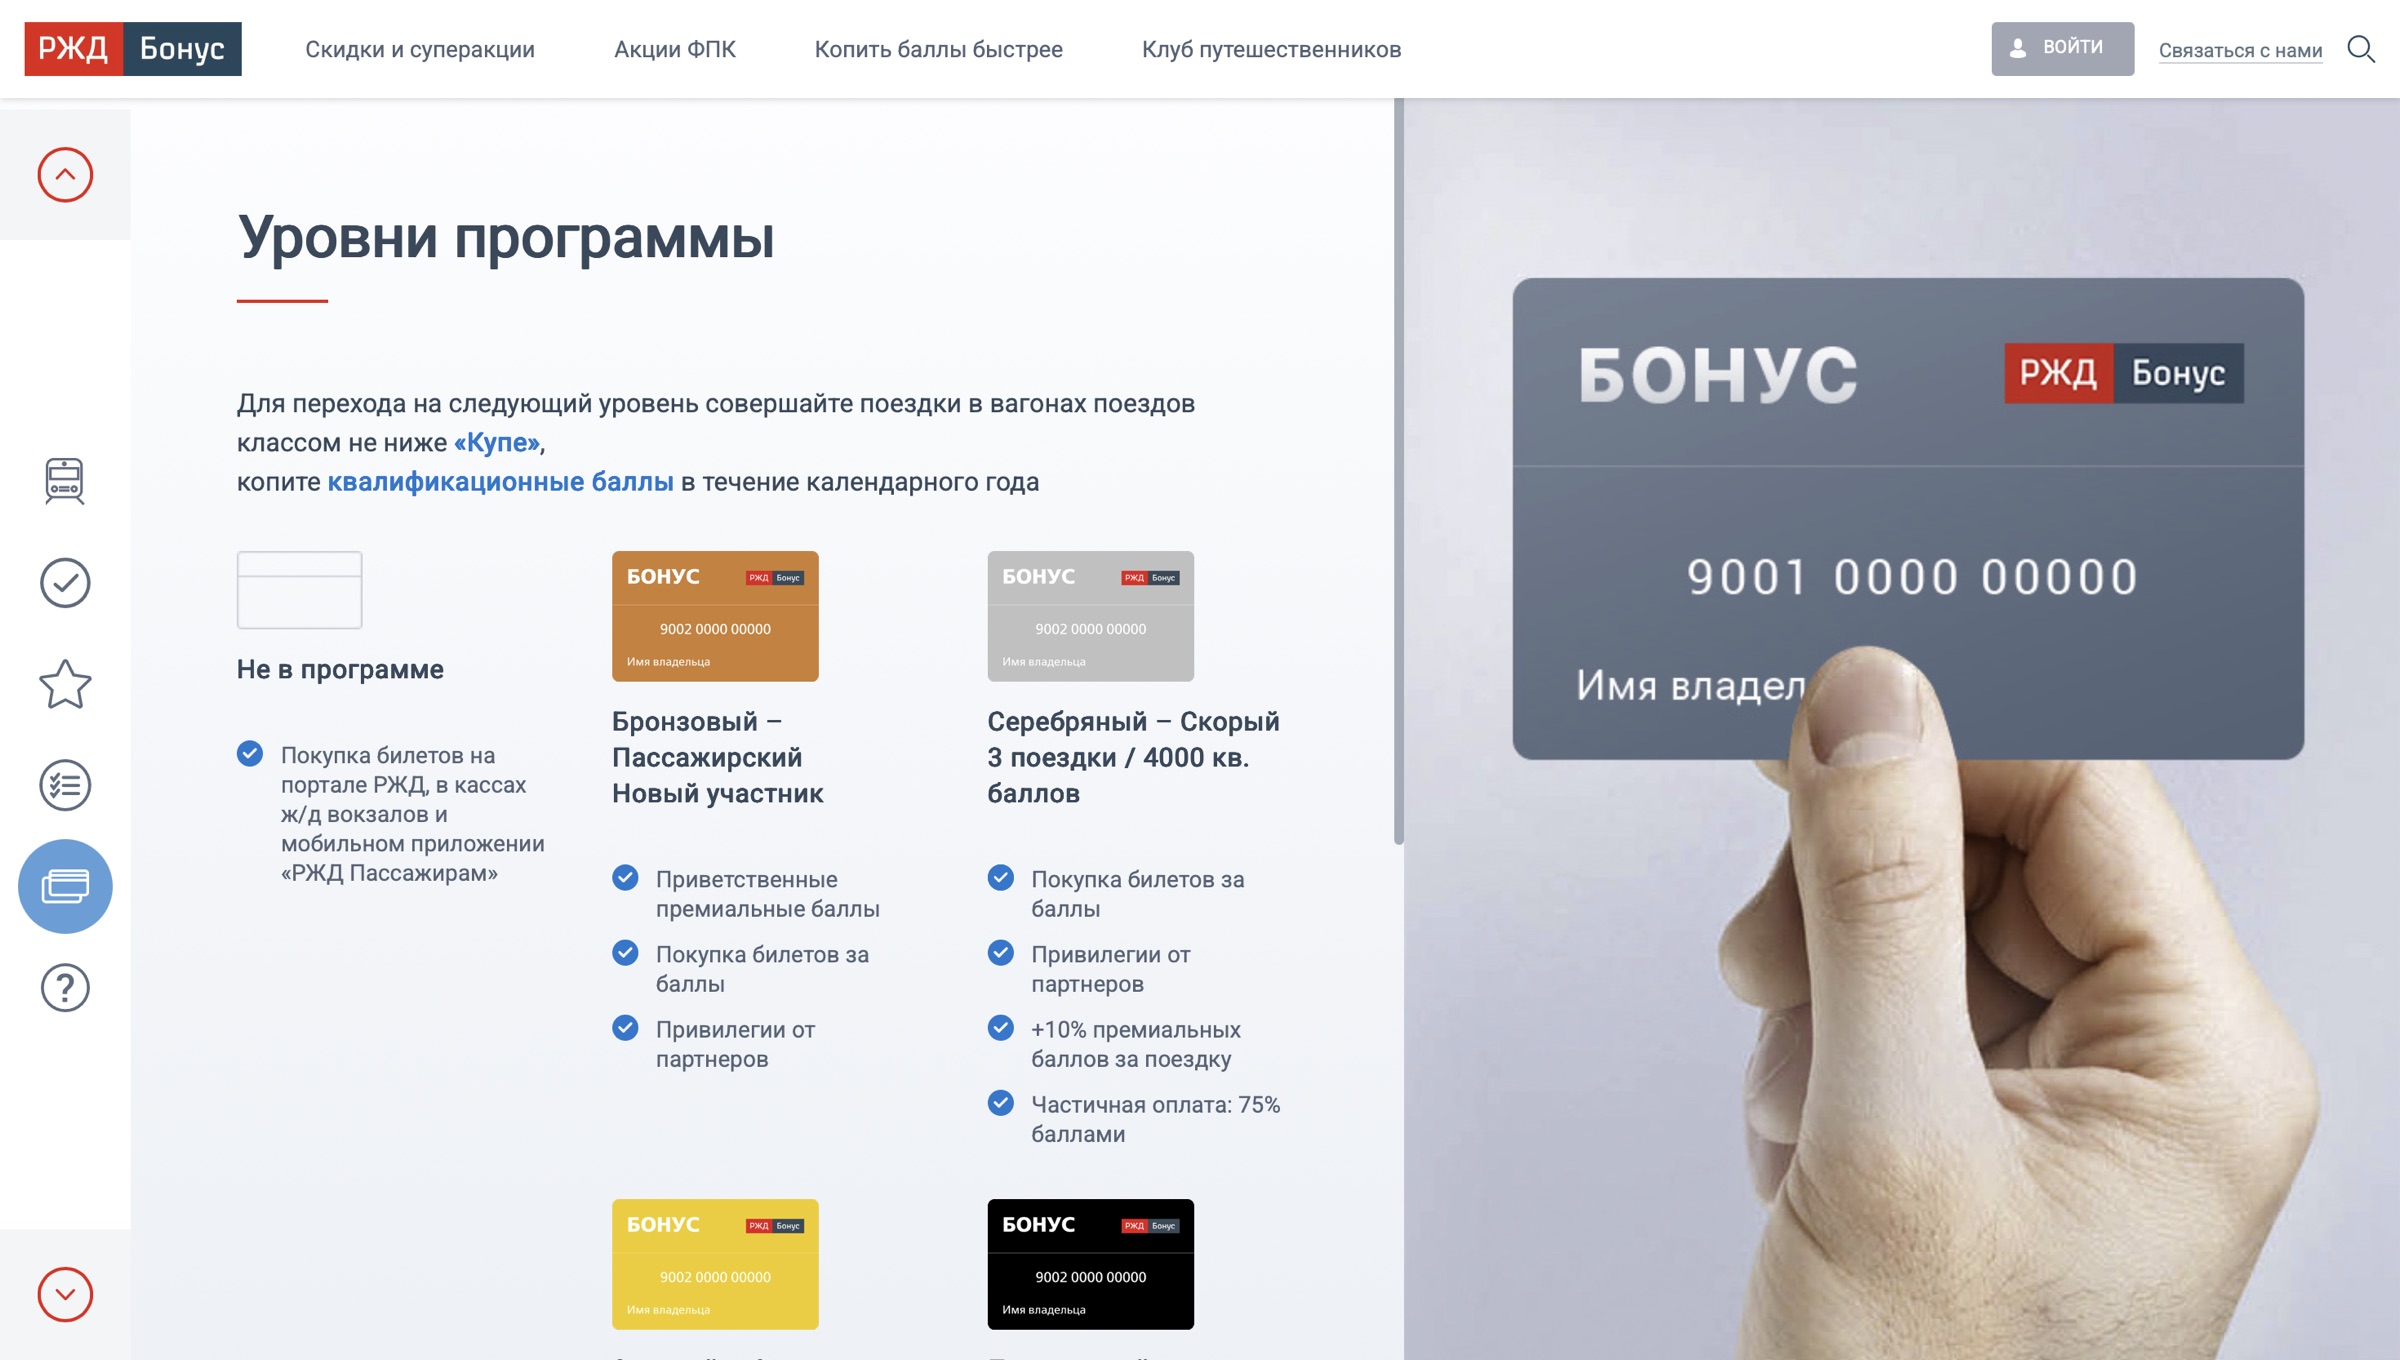 РЖД Бонус
Скидки и суперакции
Акции ФПК
Копить баллы быстрее
Клуб путешественников
ВОЙТИ
Связаться с нами
Уровни программы
Для перехода на следующий уровень совершайте поездки в вагонах поездов
классом не ниже «Купе»,
копите квалификационные баллы в течение календарного года
Не в программе
Покупка билетов на
портале РЖД, в кассах
ж/д вокзалов и
мобильном приложении
«РЖД Пассажирам»
БОНУС
РЖД Бонус
9002 0000 00000
Имя владельца
Бронзовый –
Пассажирский
Новый участник
Приветственные
премиальные баллы
Покупка билетов за
баллы
Привилегии от
партнеров
БОНУС
РЖД Бонус
9002 0000 00000
Имя владельца
Серебряный – Скорый
3 поездки / 4000 кв.
баллов
Покупка билетов за
баллы
Привилегии от
партнеров
+10% премиальных
баллов за поездку
Частичная оплата: 75%
баллами
БОНУС
РЖД Бонус
9002 0000 00000
Имя владельца
БОНУС
РЖД Бонус
9002 0000 00000
Имя владельца
БОНУС
РЖД Бонус
9001 0000 00000
Имя владел